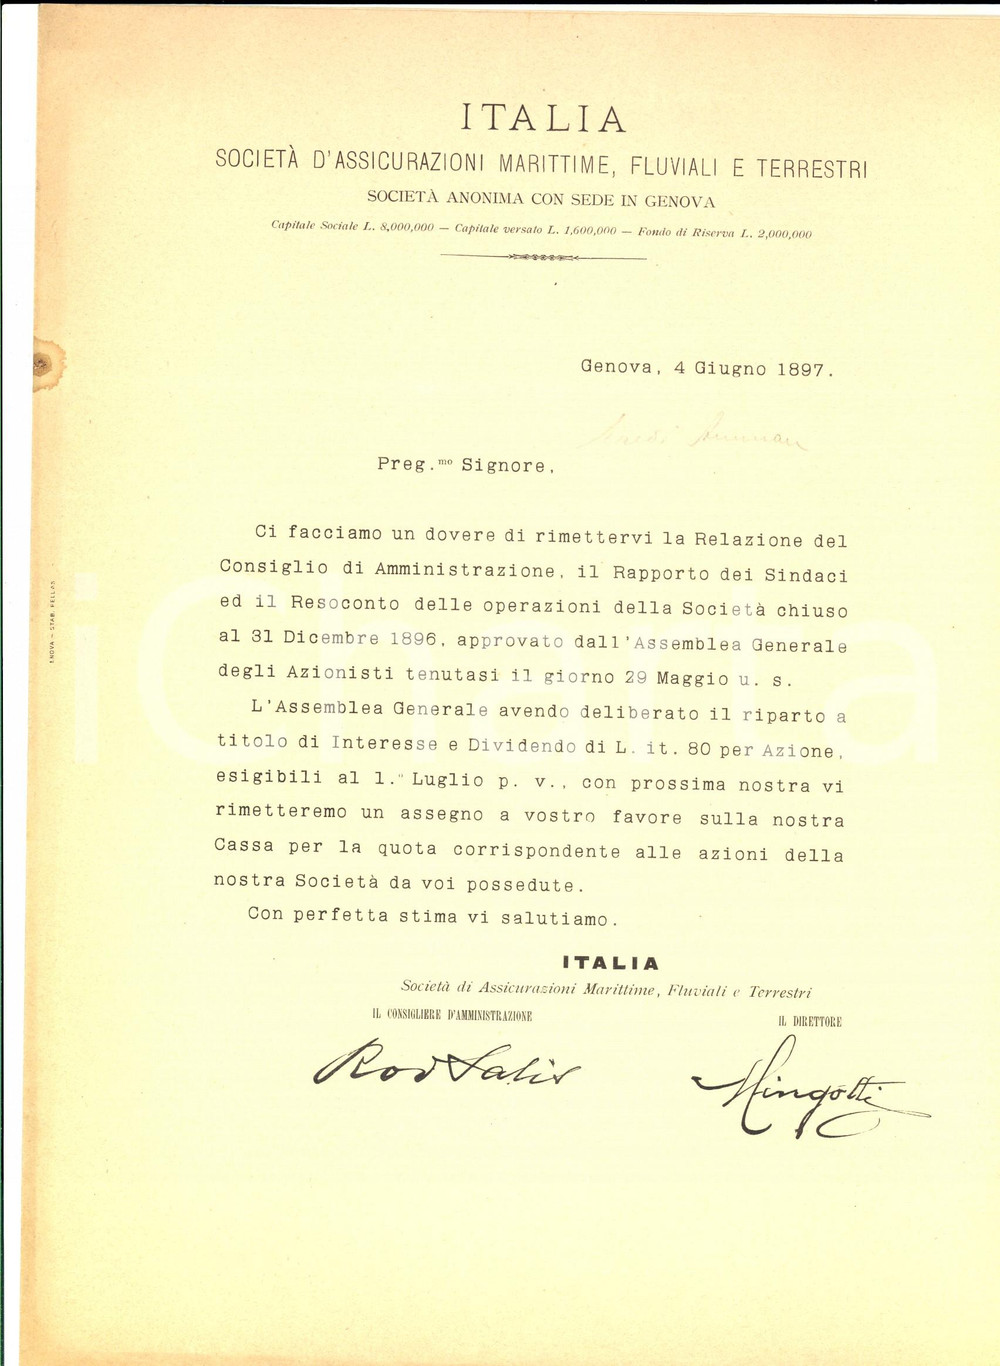 ITALIA
SOCIETÀ D'ASSICURAZIONI MARITTIME, FLUVIALI E TERRESTRI
SOCIETÀ ANONIMA CON SEDE IN GENOVA
Capitale Sociale L. 8,000,000 — Capitale versato L. 1,600,000 — Fondo di Riserva L. 2,000,000
Genova, 4 Giugno 1897.
Preg.mo Signore,
Ci facciamo un dovere di rimettervi la Relazione del
Consiglio di Amministrazione, il Rapporto dei Sindaci
ed il Resoconto delle operazioni della Società chiuso
al 31 Dicembre 1896, approvato dall'Assemblea Generale
degli Azionisti tenutasi il giorno 29 Maggio u. s.
L'Assemblea Generale avendo deliberato il riparto a
titolo di Interesse e Dividendo di L. it. 80 per Azione,
esigibili al 1.° Luglio p. v., con prossima nostra vi
rimetteremo un assegno a vostro favore sulla nostra
Cassa per la quota corrispondente alle azioni della
nostra Società da voi possedute.
Con perfetta stima vi salutiamo.
ITALIA
Società di Assicurazioni Marittime, Fluviali e Terrestri
IL CONSIGLIERE D'AMMINISTRAZIONE
IL DIRETTORE
Rod Salis
Mingotti
ENOVA — STAB. FELLAS